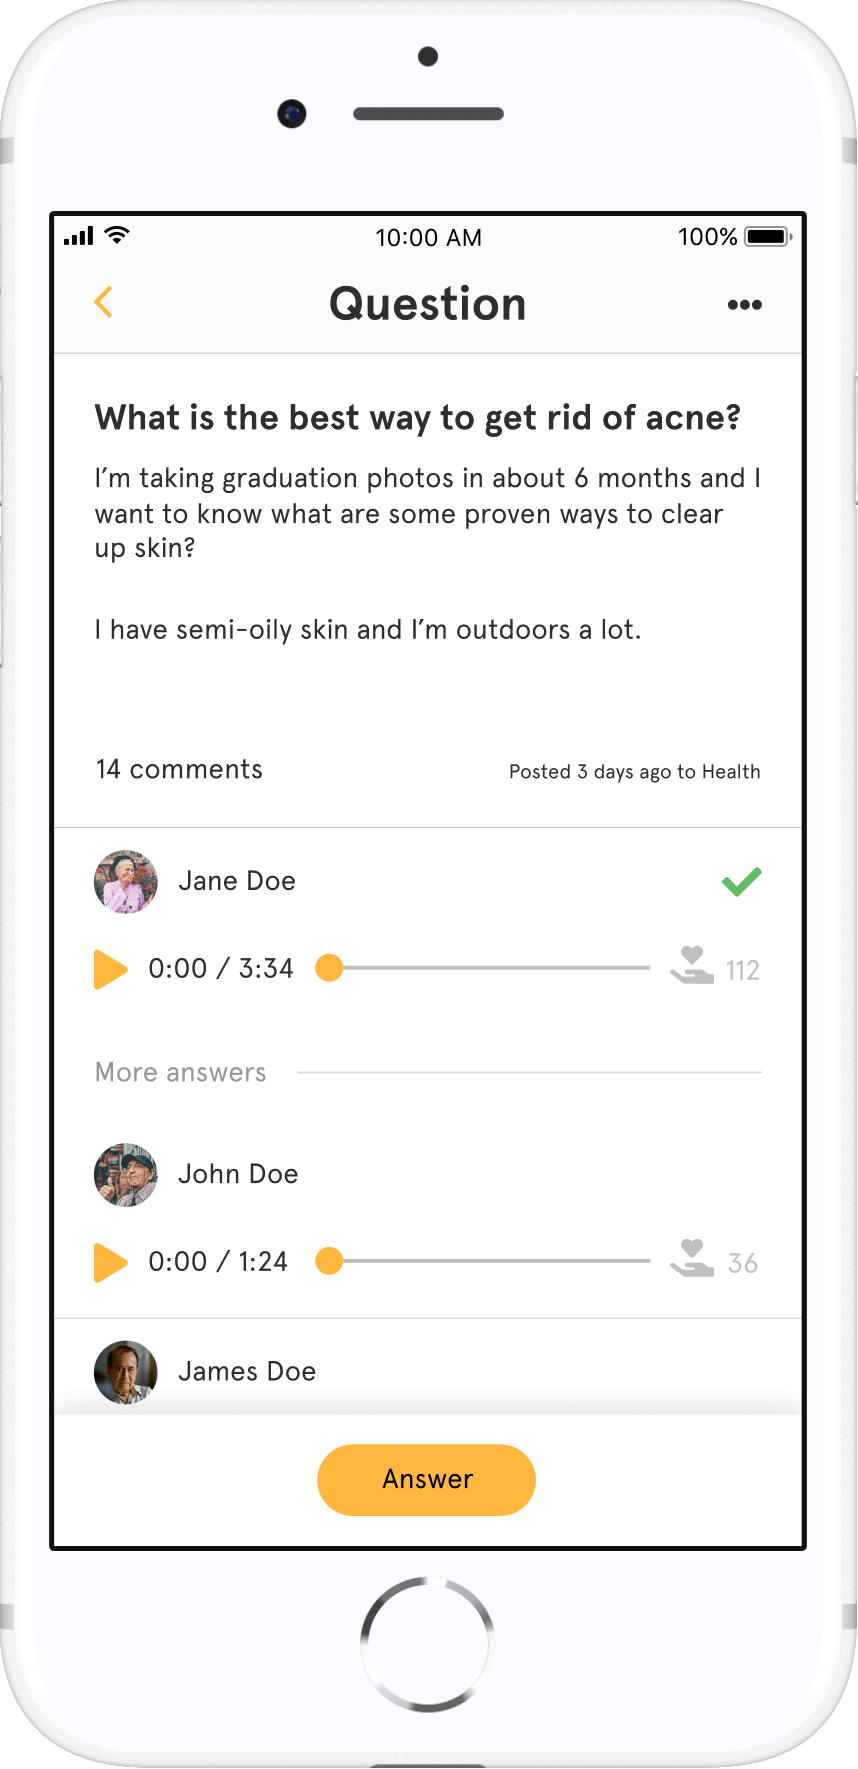 10:00 AM
100%
Question
What is the best way to get rid of acne?
I’m taking graduation photos in about 6 months and I
want to know what are some proven ways to clear
up skin?
I have semi-oily skin and I’m outdoors a lot.
14 comments
Posted 3 days ago to Health
Jane Doe
0:00 / 3:34
112
More answers
John Doe
0:00 / 1:24
36
James Doe
Answer